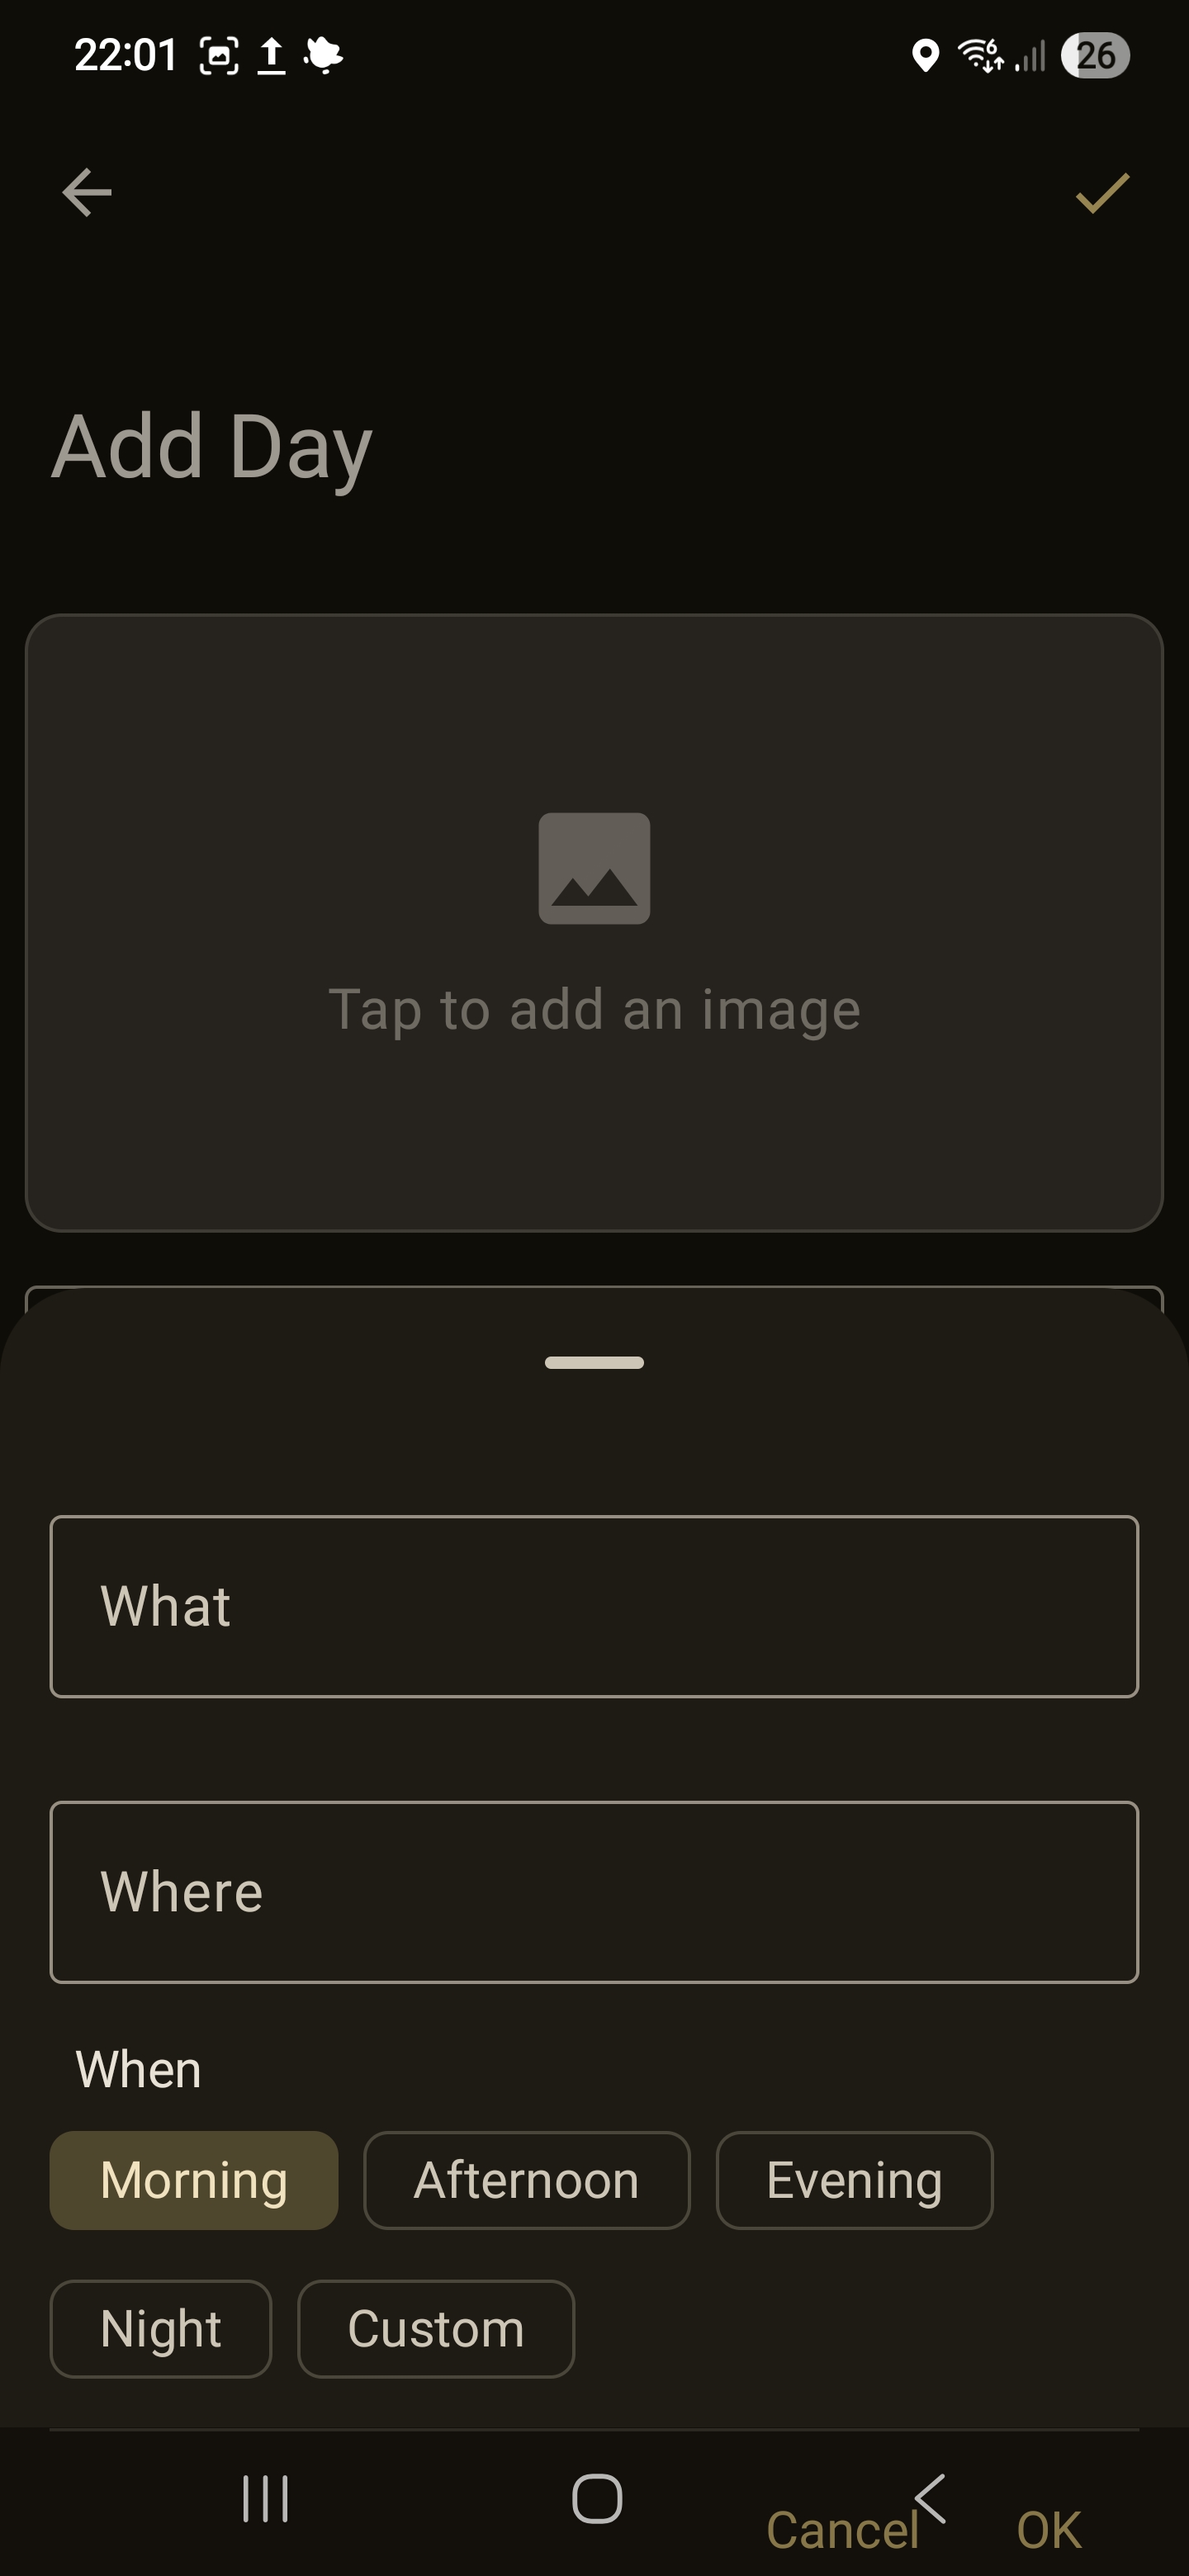 22:01 6 26
Add Day
Tap to add an image
What
Where
When
Morning Afternoon Evening
Night Custom
Cancel OK